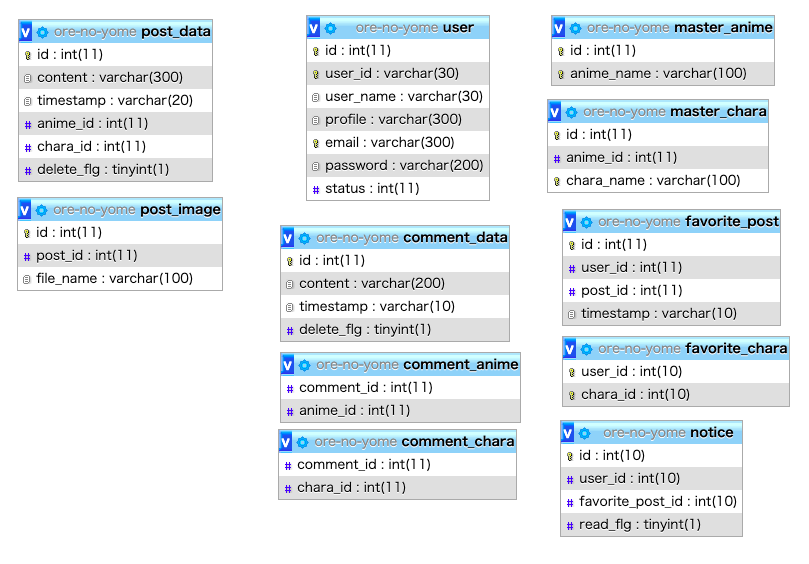 ore-no-yome post_data
id : int(11)
content : varchar(300)
timestamp : varchar(20)
anime_id : int(11)
chara_id : int(11)
delete_flg : tinyint(1)
ore-no-yome post_image
id : int(11)
post_id : int(11)
file_name : varchar(100)
ore-no-yome user
id : int(11)
user_id : varchar(30)
user_name : varchar(30)
profile : varchar(300)
email : varchar(300)
password : varchar(200)
status : int(11)
ore-no-yome comment_data
id : int(11)
content : varchar(200)
timestamp : varchar(10)
delete_flg : tinyint(1)
ore-no-yome comment_anime
comment_id : int(11)
anime_id : int(11)
ore-no-yome comment_chara
comment_id : int(11)
chara_id : int(11)
ore-no-yome master_anime
id : int(11)
anime_name : varchar(100)
ore-no-yome master_chara
id : int(11)
anime_id : int(11)
chara_name : varchar(100)
ore-no-yome favorite_post
id : int(11)
user_id : int(11)
post_id : int(11)
timestamp : varchar(10)
ore-no-yome favorite_chara
user_id : int(10)
chara_id : int(10)
ore-no-yome notice
id : int(10)
user_id : int(10)
favorite_post_id : int(10)
read_flg : tinyint(1)